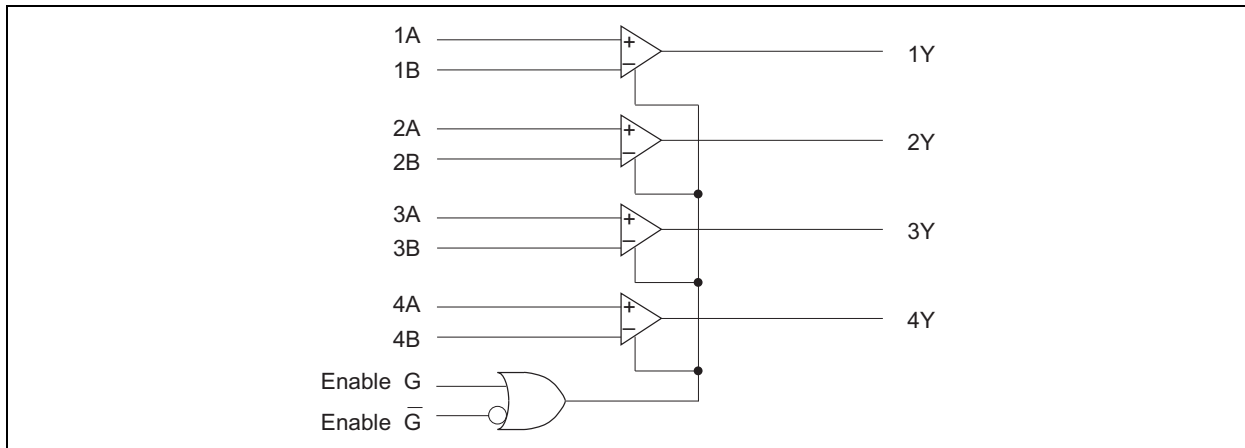 1A
1B
+
−
1Y
2A
2B
+
−
2Y
3A
3B
+
−
3Y
4A
4B
+
−
4Y
Enable G
Enable G̅